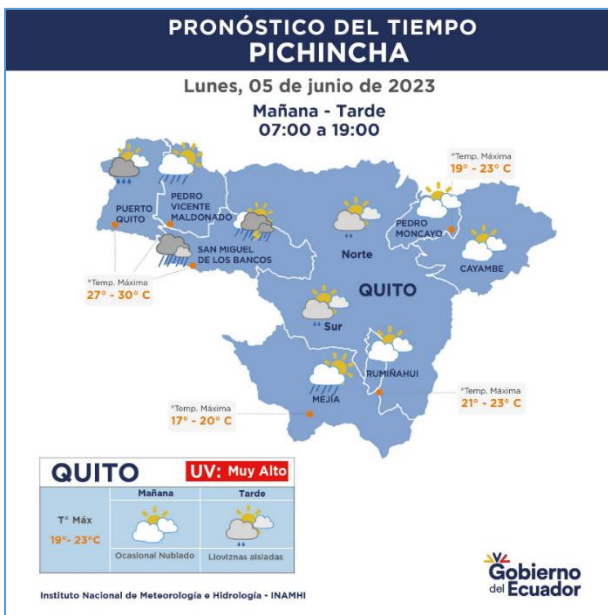 PRONÓSTICO DEL TIEMPO
PICHINCHA
Lunes, 05 de junio de 2023
Mañana - Tarde
07:00 a 19:00
*Temp. Máxima
19° - 23° C
PUERTO
QUITO
PEDRO
VICENTE
MALDONADO
SAN MIGUEL
DE LOS BANCOS
Norte
PEDRO
MONCAYO
CAYAMBE
*Temp. Máxima
27° - 30° C
QUITO
Sur
RUMIÑAHUI
MEJÍA
*Temp. Máxima
17° - 20° C
*Temp. Máxima
21° - 23° C
QUITO
UV: Muy Alto
Mañana
Tarde
T° Máx
19°- 23°C
Ocasional Nublado
Lloviznas aisladas
Instituto Nacional de Meteorología e Hidrología - INAMHI
Gobierno
del Ecuador